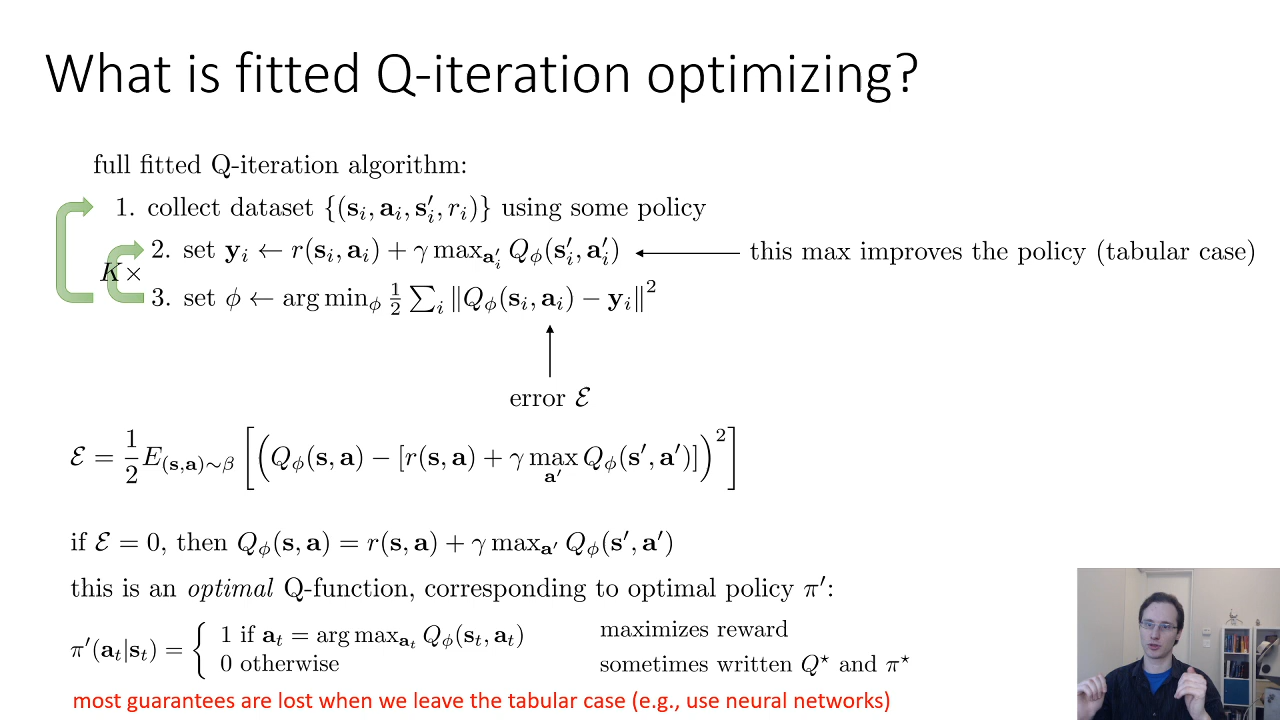 What is fitted Q-iteration optimizing?
full fitted Q-iteration algorithm:
1. collect dataset {(s_i, a_i, s′_i, r_i)} using some policy
2. set y_i ← r(s_i, a_i) + γ max_{a′_i} Q_ϕ(s′_i, a′_i)
this max improves the policy (tabular case)
K×
3. set ϕ ← arg min_ϕ 1/2 ∑_i ‖Q_ϕ(s_i, a_i) − y_i‖²
error ℰ
ℰ = 1/2 E_{(s,a)∼β} [(Q_ϕ(s, a) − [r(s, a) + γ max_{a′} Q_ϕ(s′, a′)])²]
if ℰ = 0, then Q_ϕ(s, a) = r(s, a) + γ max_{a′} Q_ϕ(s′, a′)
this is an optimal Q-function, corresponding to optimal policy π′:
π′(a_t|s_t) = { 1 if a_t = arg max_{a_t} Q_ϕ(s_t, a_t)
0 otherwise
maximizes reward
sometimes written Q⋆ and π⋆
most guarantees are lost when we leave the tabular case (e.g., use neural networks)